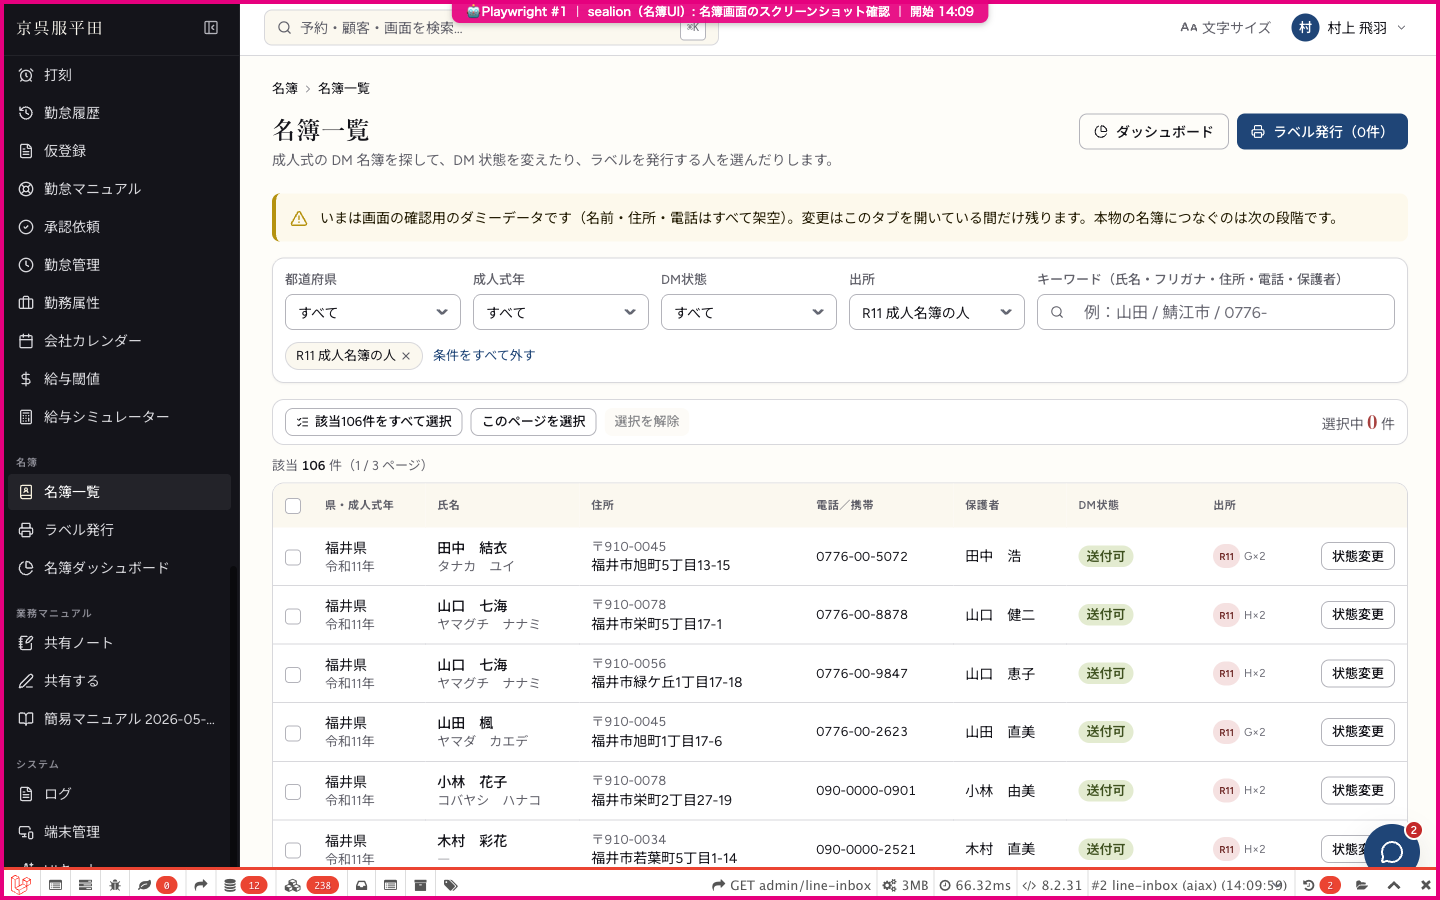 🤖Playwright #1 ｜ sealion（名簿UI）: 名簿画面のスクリーンショット確認 ｜ 開始 14:09
京呉服平田
予約・顧客・画面を検索...
⌘K
Aa 文字サイズ
村
村上 飛羽
打刻
勤怠履歴
仮登録
勤怠マニュアル
承認依頼
勤怠管理
勤務属性
会社カレンダー
給与閾値
給与シミュレーター
名簿
名簿一覧
ラベル発行
名簿ダッシュボード
業務マニュアル
共有ノート
共有する
簡易マニュアル 2026-05-...
システム
ログ
端末管理
名簿 › 名簿一覧
名簿一覧
成人式の DM 名簿を探して、DM 状態を変えたり、ラベルを発行する人を選んだりします。
ダッシュボード
ラベル発行（0件）
いまは画面の確認用のダミーデータです（名前・住所・電話はすべて架空）。変更はこのタブを開いている間だけ残ります。本物の名簿につなぐのは次の段階です。
都道府県 成人式年 DM状態 出所 キーワード（氏名・フリガナ・住所・電話・保護者）
すべて すべて すべて R11 成人名簿の人 例：山田 / 鯖江市 / 0776-
R11 成人名簿の人 × 条件をすべて外す
該当106件をすべて選択 このページを選択 選択を解除 選択中 0 件
該当 106 件（1 / 3 ページ）
県・成人式年 氏名 住所 電話／携帯 保護者 DM状態 出所
福井県 田中　結衣 〒910-0045
令和11年 タナカ　ユイ 福井市旭町5丁目13-15 0776-00-5072 田中　浩 送付可 R11 G×2 状態変更
福井県 山口　七海 〒910-0078
令和11年 ヤマグチ　ナナミ 福井市栄町5丁目17-1 0776-00-8878 山口　健二 送付可 R11 H×2 状態変更
福井県 山口　七海 〒910-0056
令和11年 ヤマグチ　ナナミ 福井市緑ケ丘1丁目17-18 0776-00-9847 山口　恵子 送付可 R11 H×2 状態変更
福井県 山田　楓 〒910-0045
令和11年 ヤマダ　カエデ 福井市旭町1丁目17-6 0776-00-2623 山田　直美 送付可 R11 G×2 状態変更
福井県 小林　花子 〒910-0078
令和11年 コバヤシ　ハナコ 福井市栄町2丁目27-19 090-0000-0901 小林　由美 送付可 R11 H×2 状態変更
福井県 木村　彩花 〒910-0034
令和11年 — 福井市若葉町5丁目1-14 090-0000-2521 木村　直美 送付可 R11 H×2
2
0 12 238 GET admin/line-inbox 3MB 66.32ms 8.2.31 #2 line-inbox (ajax) (14:09:59) 2